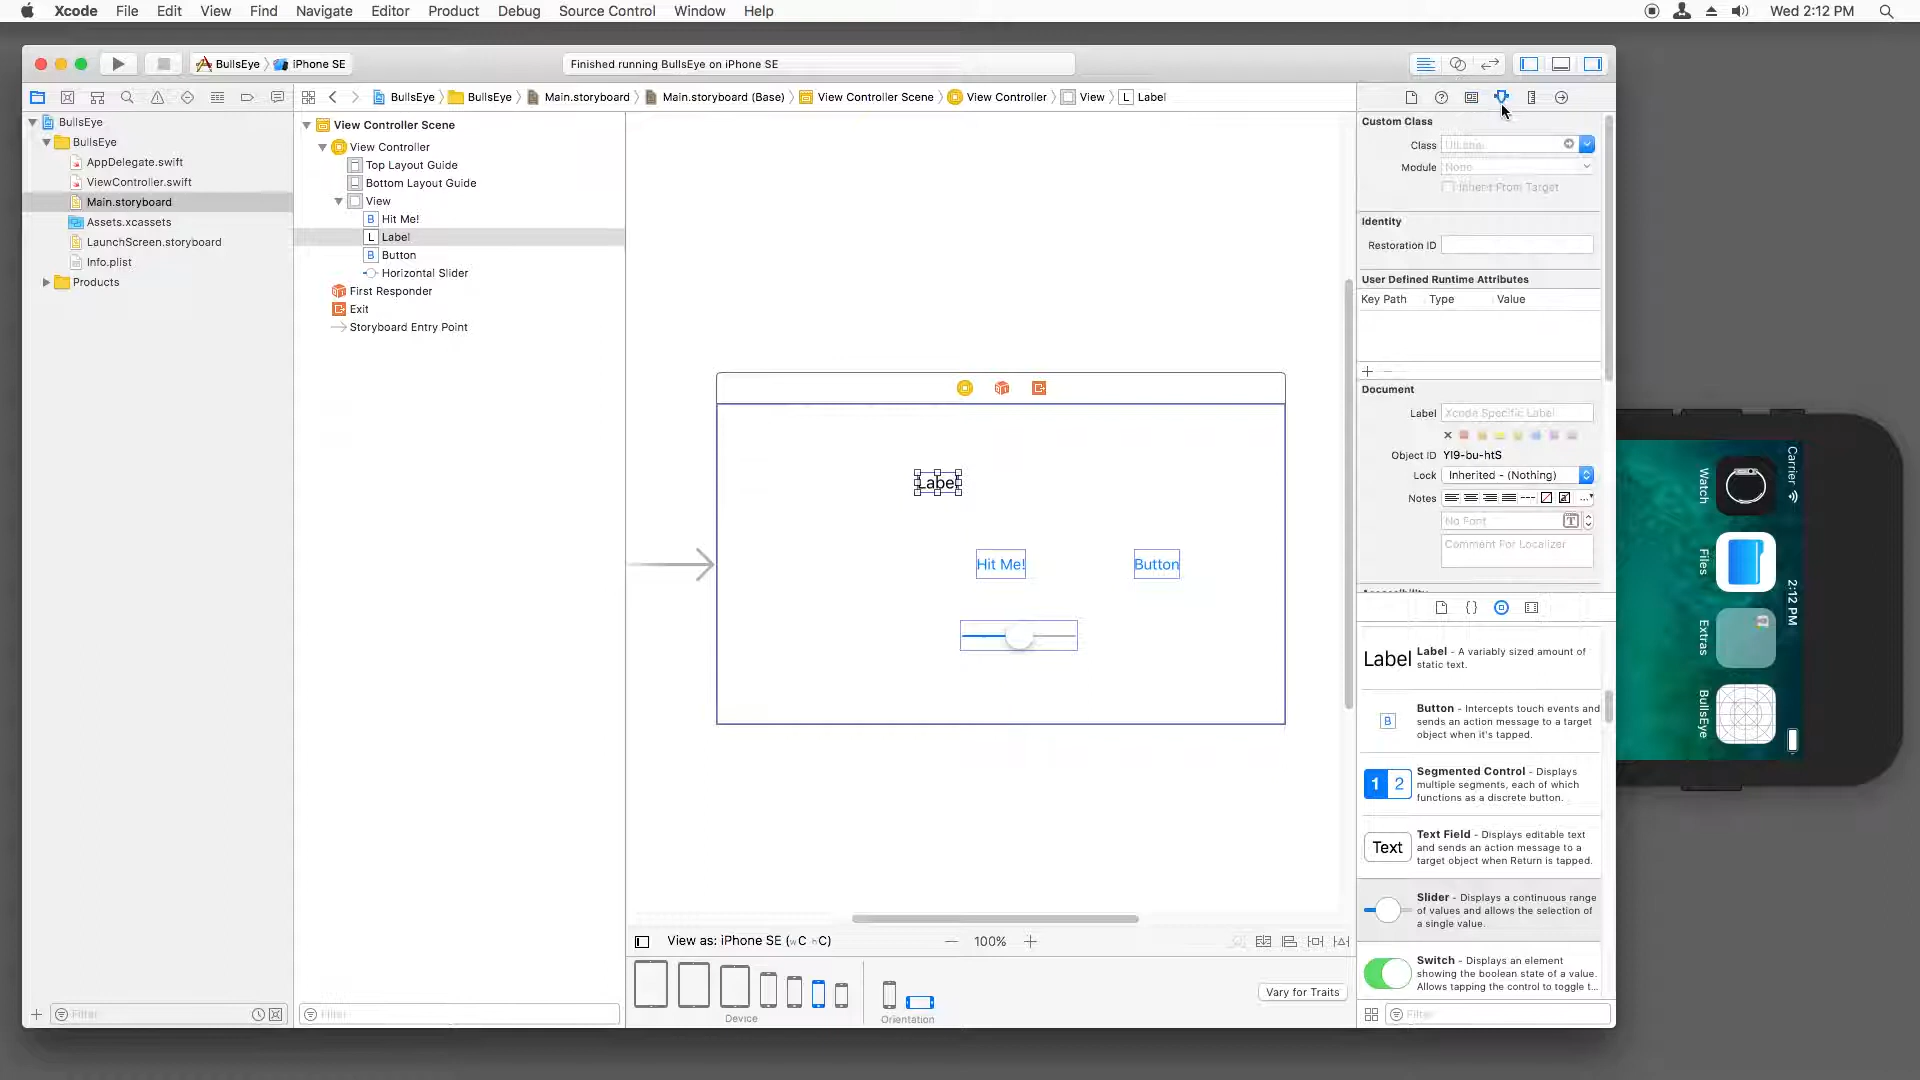 Xcode File Edit View Find Navigate Editor Product Debug Source Control Window Help Wed 2:12 PM
BullsEye iPhone SE Finished running BullsEye on iPhone SE
BullsEye BullsEye Main.storyboard Main.storyboard (Base) View Controller Scene View Controller View L Label
BullsEye
BullsEye
AppDelegate.swift
ViewController.swift
Main.storyboard
Assets.xcassets
LaunchScreen.storyboard
Info.plist
Products
Filter
View Controller Scene
View Controller
Top Layout Guide
Bottom Layout Guide
View
B Hit Me!
L Label
B Button
Horizontal Slider
First Responder
Exit
Storyboard Entry Point
Filter
Label
Hit Me!
Button
View as: iPhone SE (wC hC)
100%
Device
Orientation
Vary for Traits
Custom Class
Class UILabel
Module None
Inherit From Target
Identity
Restoration ID
User Defined Runtime Attributes
Key Path Type Value
Document
Label Xcode Specific Label
Object ID YI9-bu-htS
Lock Inherited - (Nothing)
Notes
No Font
Comment For Localizer
Label
Label - A variably sized amount of
static text.
B
Button - Intercepts touch events and
sends an action message to a target
object when it's tapped.
1 2
Segmented Control - Displays
multiple segments, each of which
functions as a discrete button.
Text
Text Field - Displays editable text
and sends an action message to a
target object when Return is tapped.
Slider - Displays a continuous range
of values and allows the selection of
a single value.
Switch - Displays an element
showing the boolean state of a value.
Allows tapping the control to toggle t...
Filter
Carrier
2:12 PM
Watch
Files
Extras
BullsEye